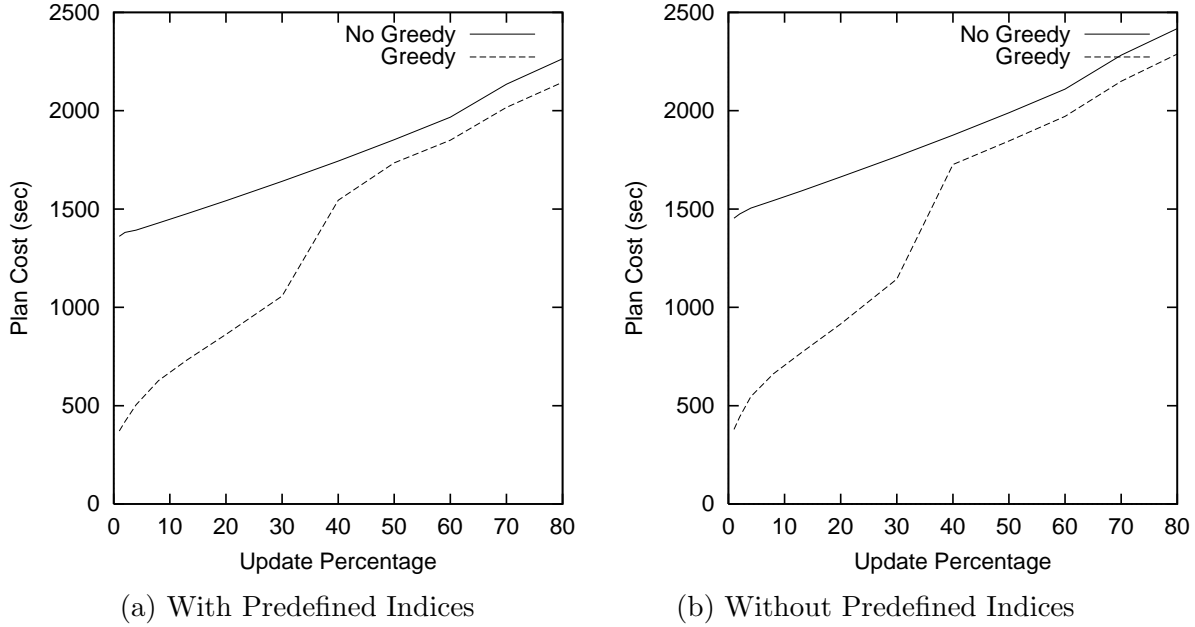 2500
2000
1500
1000
500
0
Plan Cost (sec)
No Greedy
Greedy
0 10 20 30 40 50 60 70 80
Update Percentage
(a) With Predefined Indices
2500
2000
1500
1000
500
0
Plan Cost (sec)
No Greedy
Greedy
0 10 20 30 40 50 60 70 80
Update Percentage
(b) Without Predefined Indices